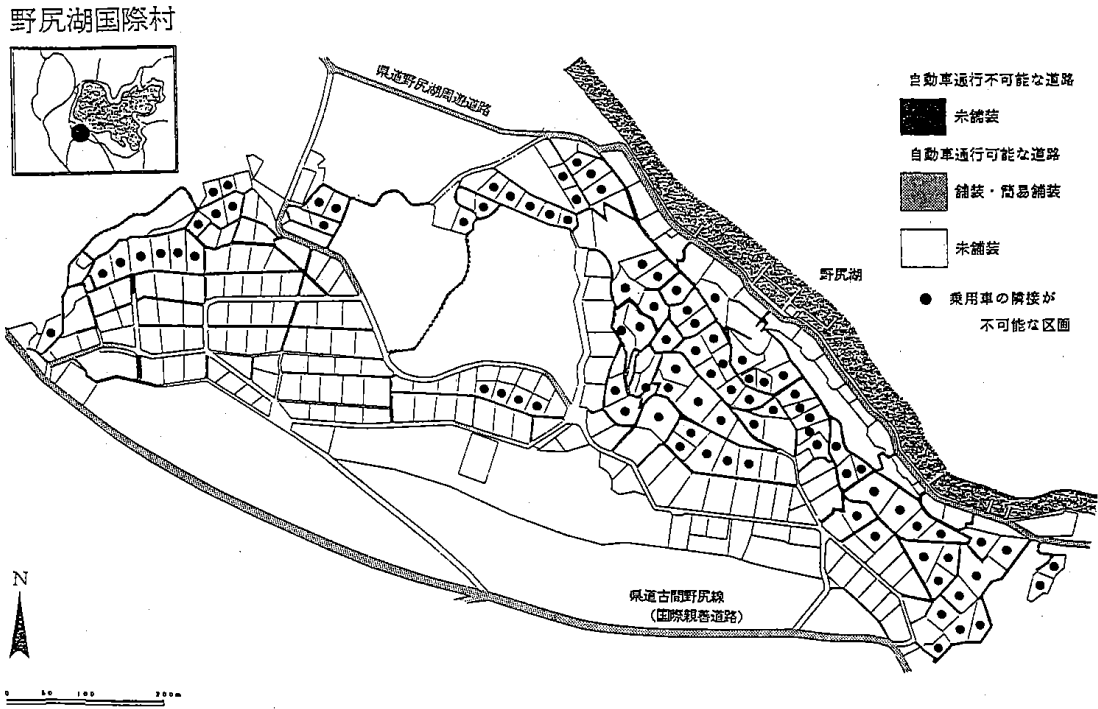 野尻湖国際村
県道野尻湖周遊道路
自動車通行不可能な道路
未舗装
自動車通行可能な道路
舗装・簡易舗装
未舗装
野尻湖
● 乗用車の隣接が
不可能な区画
県道古間野尻線
(国際親善道路)
N
0 50 100 200m